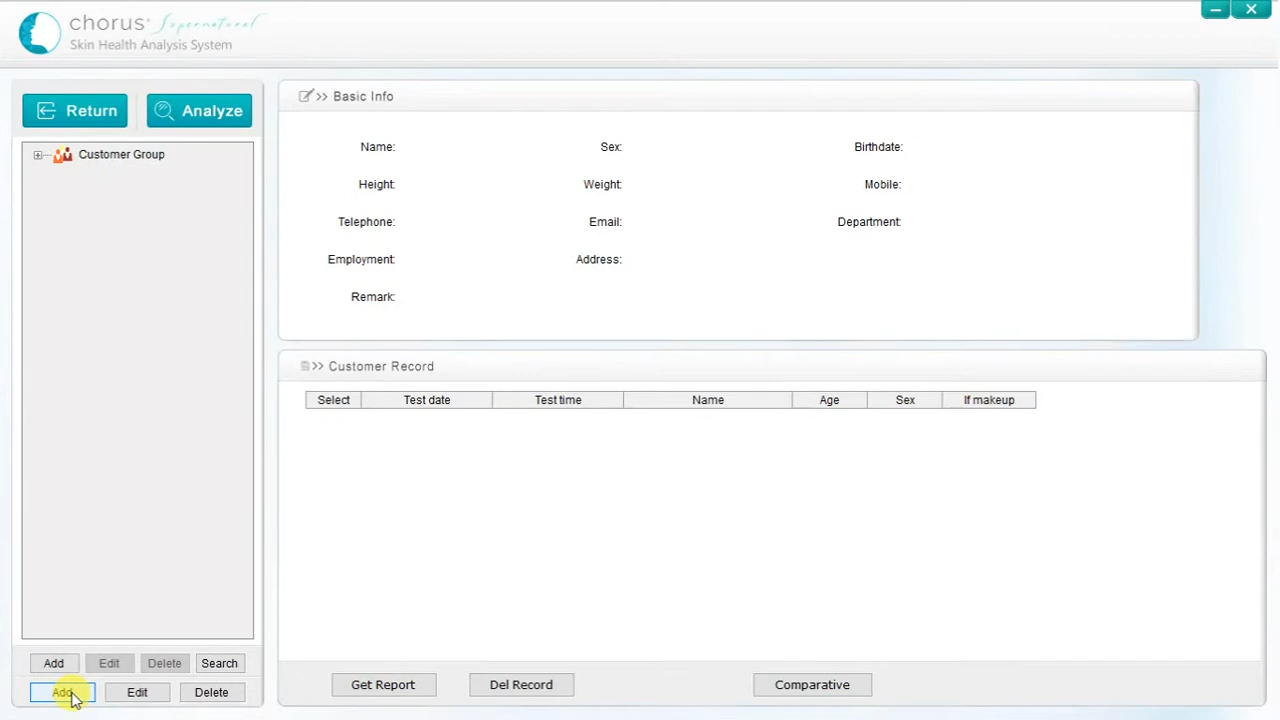 chorus® Supernatural
Skin Health Analysis System
Return
Analyze
Customer Group
Add
Edit
Delete
Search
Add
Edit
Delete
>> Basic Info
Name:
Sex:
Birthdate:
Height:
Weight:
Mobile:
Telephone:
Email:
Department:
Employment:
Address:
Remark:
>> Customer Record
Select
Test date
Test time
Name
Age
Sex
If makeup
Get Report
Del Record
Comparative